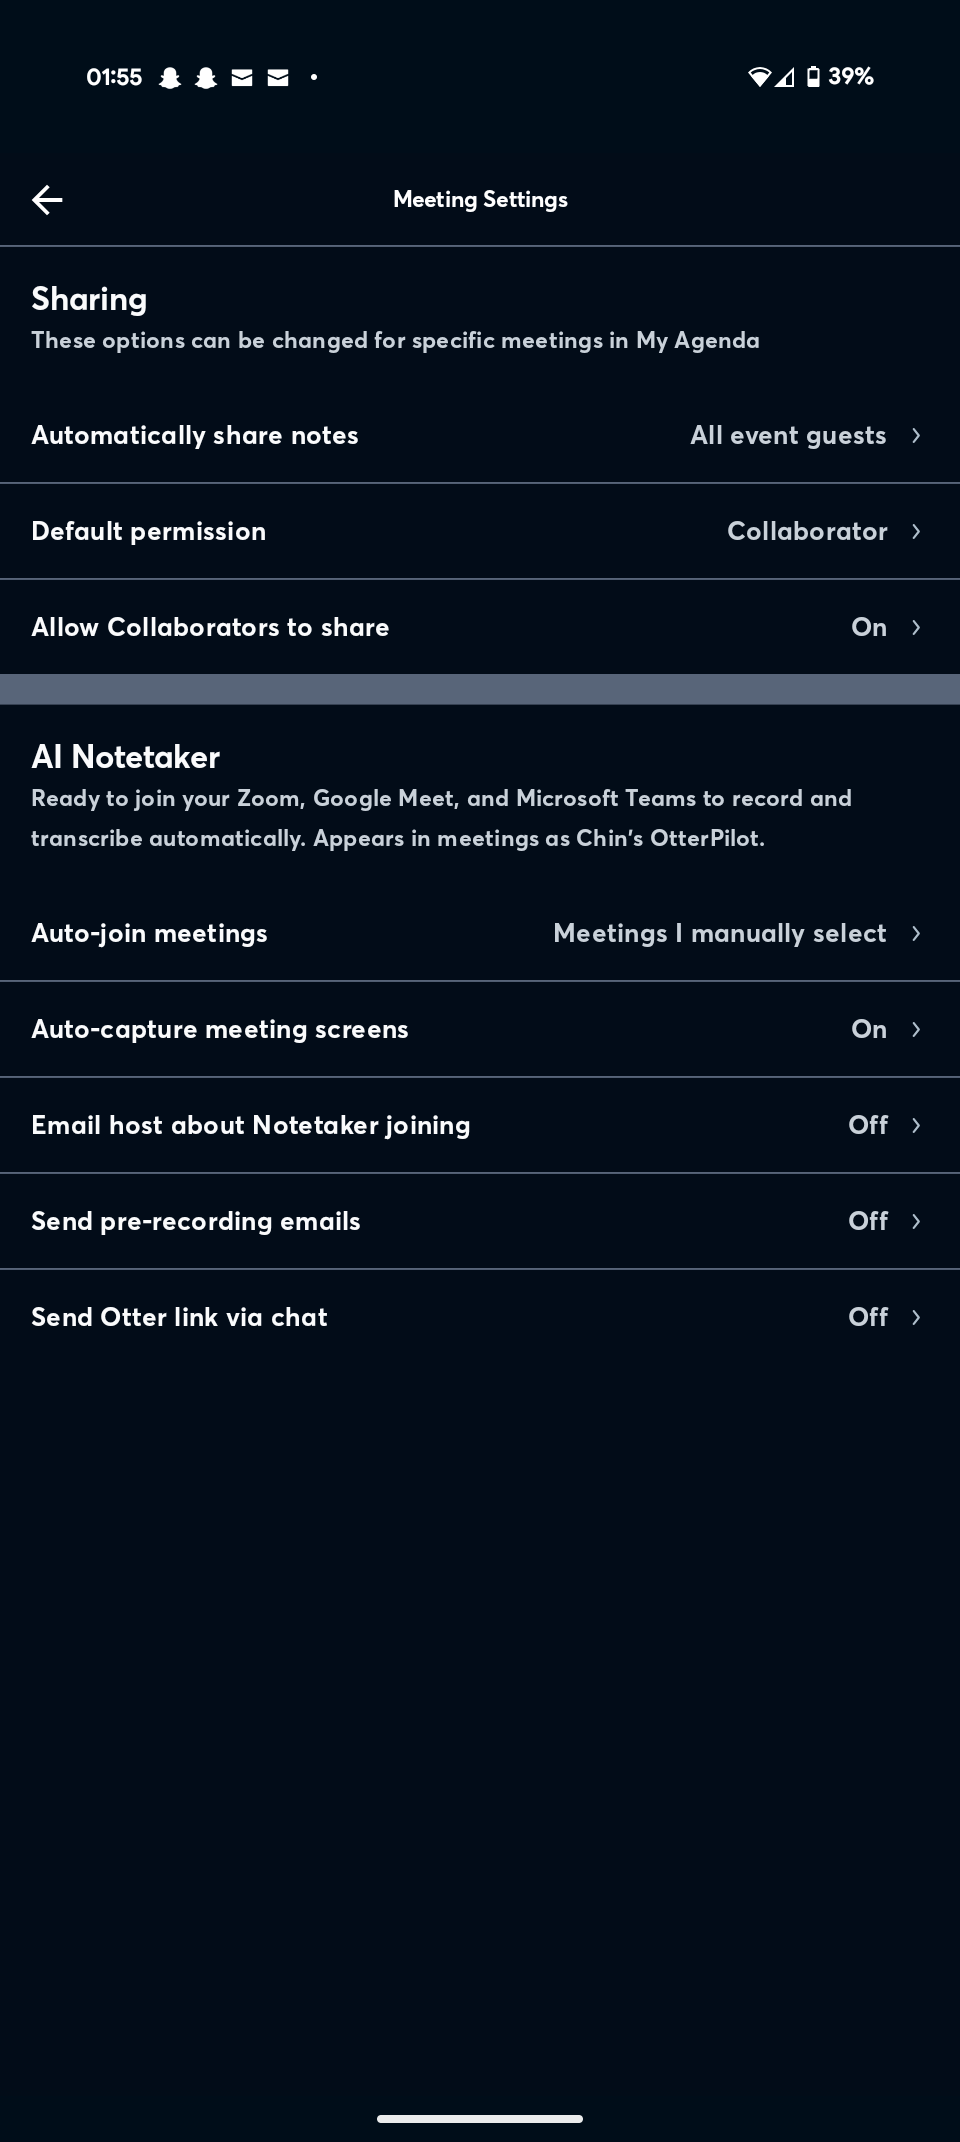 01:55
39%
Meeting Settings
Sharing
These options can be changed for specific meetings in My Agenda
Automatically share notes All event guests
Default permission Collaborator
Allow Collaborators to share On
AI Notetaker
Ready to join your Zoom, Google Meet, and Microsoft Teams to record and
transcribe automatically. Appears in meetings as Chin's OtterPilot.
Auto-join meetings Meetings I manually select
Auto-capture meeting screens On
Email host about Notetaker joining Off
Send pre-recording emails Off
Send Otter link via chat Off